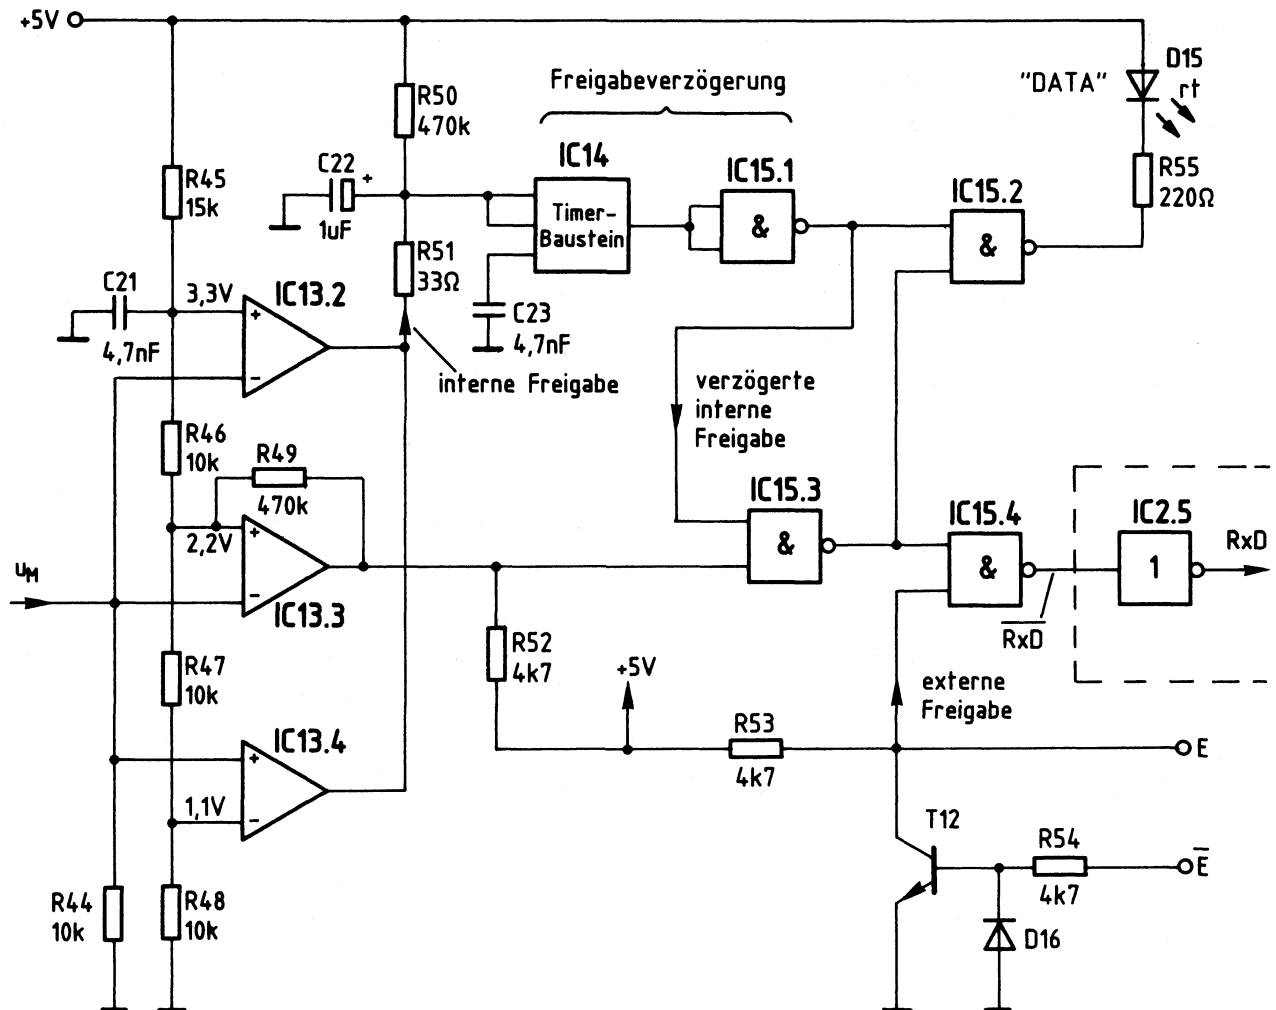 +5V
D15
rt
"DATA"
Freigabeverzögerung
R50
470k
IC14
IC15.1
C22
+
1uF
R45
15k
Timer-
Baustein
&
IC15.2
&
R55
220Ω
R51
33Ω
C21
4,7nF
3,3V
IC13.2
+
−
C23
4,7nF
interne Freigabe
verzögerte
interne
Freigabe
R46
10k
R49
470k
2,2V
+
−
IC13.3
uM
IC15.3
&
IC15.4
&
IC2.5
1
RxD
R̅x̅D̅
R52
4k7
R47
10k
+5V
externe
Freigabe
R53
4k7
E
IC13.4
+
−
1,1V
T12
R54
4k7
E̅
R44
10k
R48
10k
D16